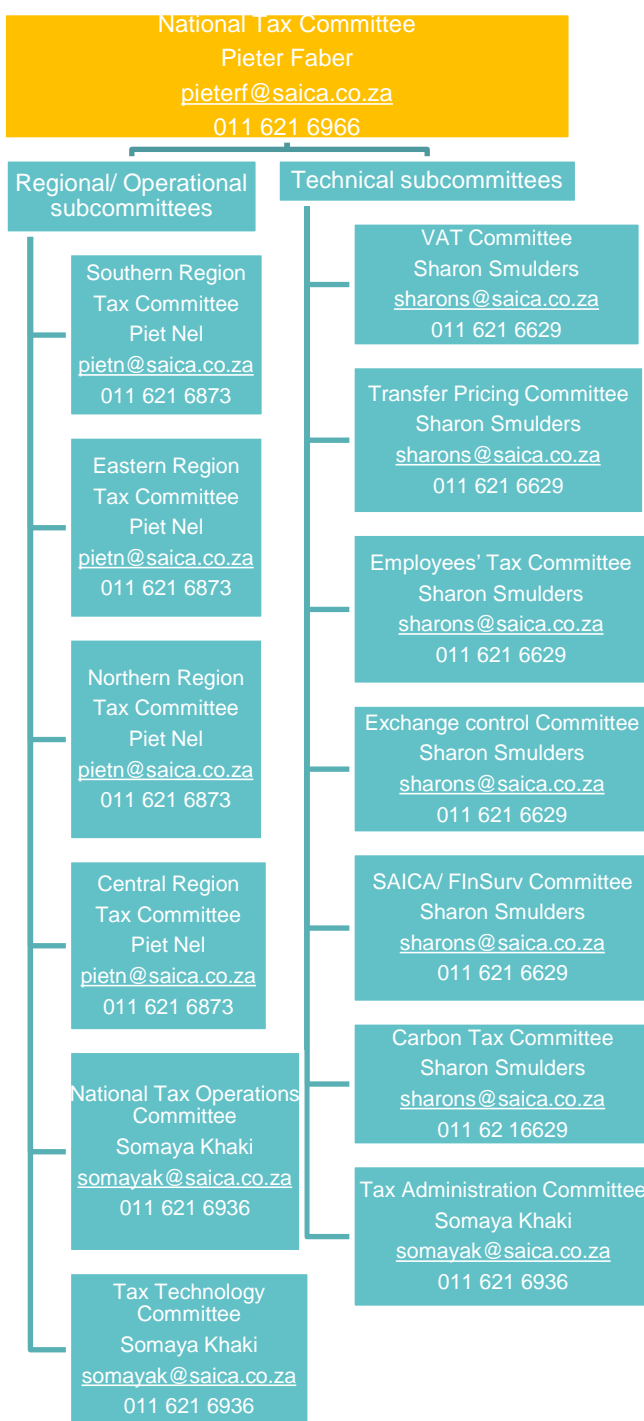 National Tax Committee
Pieter Faber
pieterf@saica.co.za
011 621 6966
Regional/ Operational
subcommittees
Southern Region
Tax Committee
Piet Nel
pietn@saica.co.za
011 621 6873
Eastern Region
Tax Committee
Piet Nel
pietn@saica.co.za
011 621 6873
Northern Region
Tax Committee
Piet Nel
pietn@saica.co.za
011 621 6873
Central Region
Tax Committee
Piet Nel
pietn@saica.co.za
011 621 6873
National Tax Operations
Committee
Somaya Khaki
somayak@saica.co.za
011 621 6936
Tax Technology
Committee
Somaya Khaki
somayak@saica.co.za
011 621 6936
Technical subcommittees
VAT Committee
Sharon Smulders
sharons@saica.co.za
011 621 6629
Transfer Pricing Committee
Sharon Smulders
sharons@saica.co.za
011 621 6629
Employees’ Tax Committee
Sharon Smulders
sharons@saica.co.za
011 621 6629
Exchange control Committee
Sharon Smulders
sharons@saica.co.za
011 621 6629
SAICA/ FInSurv Committee
Sharon Smulders
sharons@saica.co.za
011 621 6629
Carbon Tax Committee
Sharon Smulders
sharons@saica.co.za
011 62 16629
Tax Administration Committee
Somaya Khaki
somayak@saica.co.za
011 621 6936